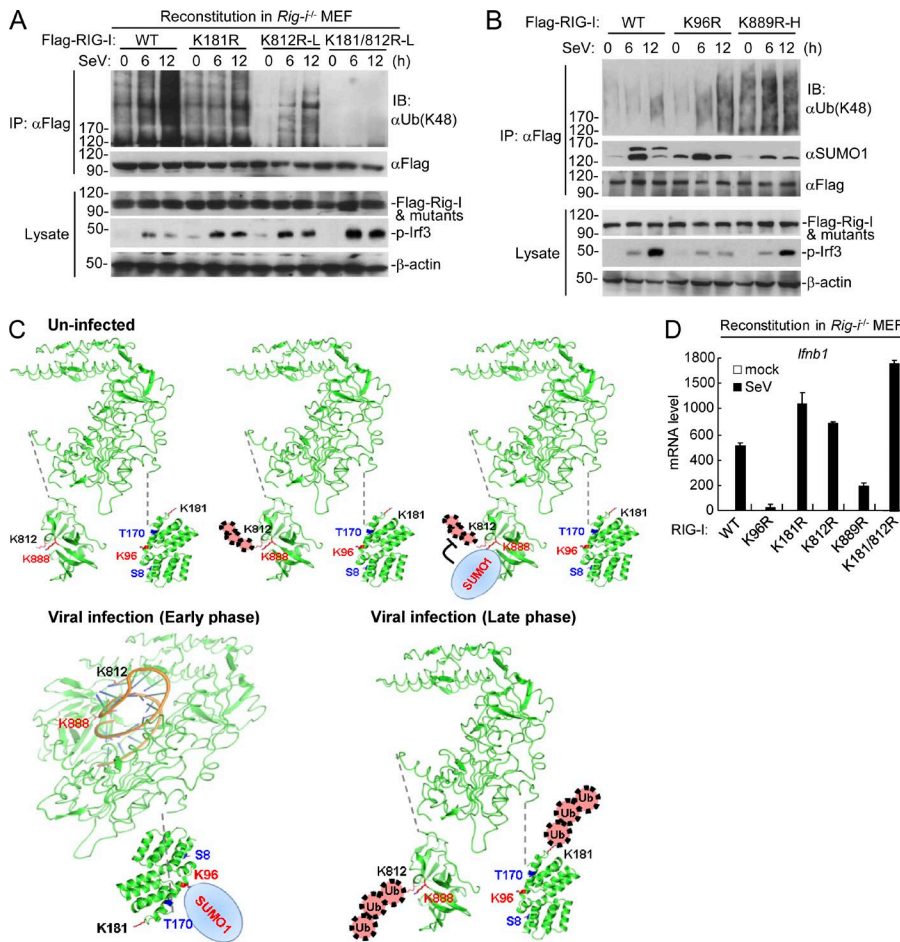 A
Reconstitution in Rig-i-/- MEF
Flag-RIG-I: WT K181R K812R-L K181/812R-L
SeV: 0 6 12 0 6 12 0 6 12 0 6 12 (h)
IP: αFlag
170-
120-
IB:
αUb(K48)
120-
90-
αFlag
Lysate
120-
90-
-Flag-Rig-I
& mutants
50-
-p-Irf3
50-
-β-actin
B
Flag-RIG-I: WT K96R K889R-H
SeV: 0 6 12 0 6 12 0 6 12 (h)
IP: αFlag
170-
120-
IB:
αUb(K48)
170-
120-
αSUMO1
120-
90-
αFlag
Lysate
120-
90-
-Flag-Rig-I
& mutants
50-
-p-Irf3
50-
-β-actin
C
Un-infected
K812
K888
K181
T170
K96
S8
K812
K888
K181
T170
K96
S8
K812
K888
SUMO1
K181
T170
K96
S8
Viral infection (Early phase)
K812
K888
S8
K96
K181
T170
SUMO1
Viral infection (Late phase)
Ub
Ub
Ub
K181
K812
Ub
Ub
Ub
K888
T170
K96
S8
D
Reconstitution in Rig-i-/- MEF
Ifnb1
mock
SeV
mRNA level
1800
1500
1200
600
200
0
RIG-I:
WT
K96R
K181R
K812R
K889R
K181/812R